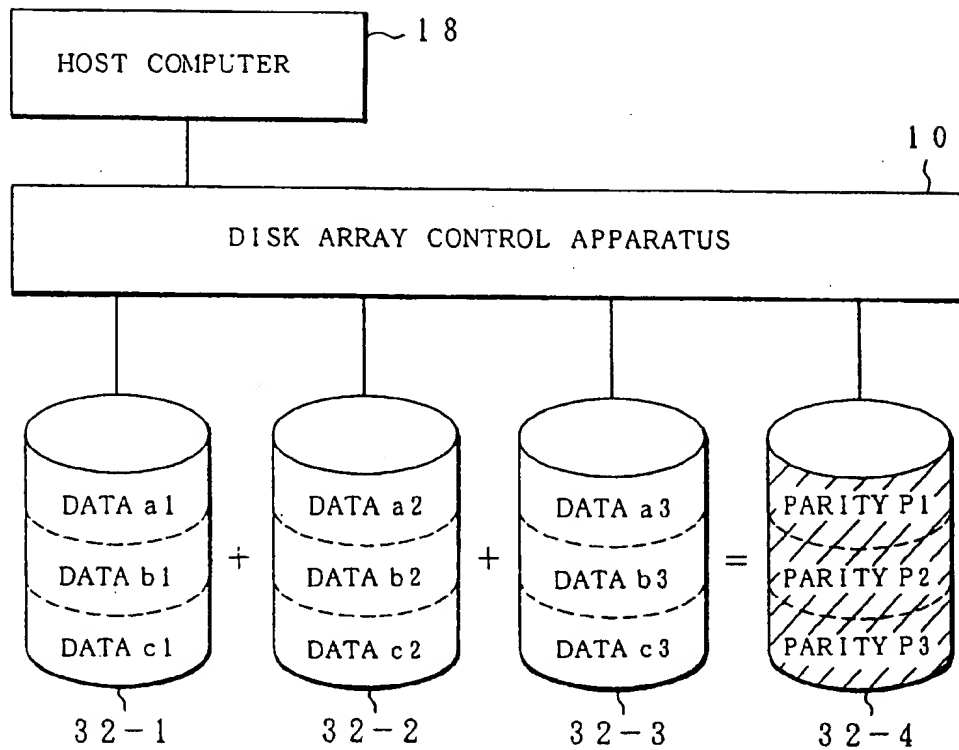 18
HOST COMPUTER
10
DISK ARRAY CONTROL APPARATUS
DATA a1 DATA a2 DATA a3 PARITY P1
DATA b1 + DATA b2 + DATA b3 = PARITY P2
DATA c1 DATA c2 DATA c3 PARITY P3
32-1 32-2 32-3 32-4